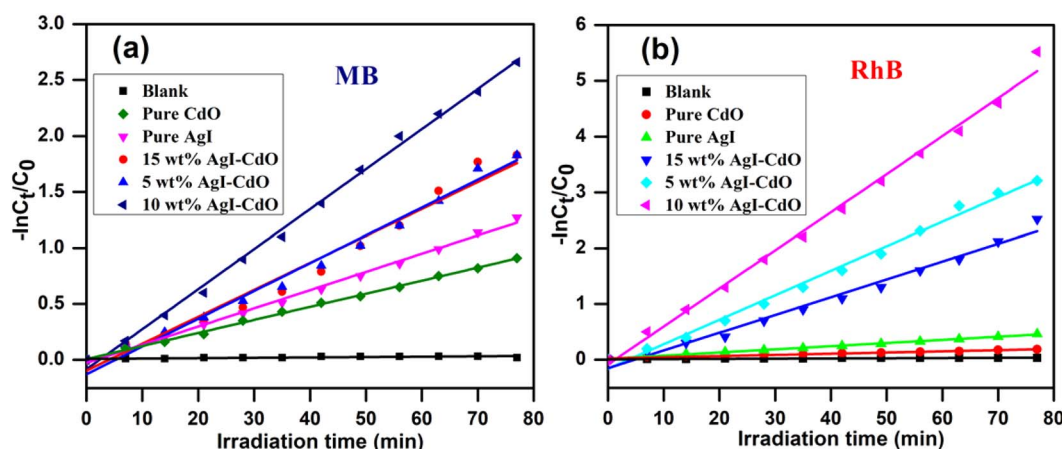 (a)
MB
Blank
Pure CdO
Pure AgI
15 wt% AgI-CdO
5 wt% AgI-CdO
10 wt% AgI-CdO
-lnCt/C0
3.0
2.5
2.0
1.5
1.0
0.5
0.0
0 10 20 30 40 50 60 70 80
Irradiation time (min)
(b)
RhB
Blank
Pure CdO
Pure AgI
15 wt% AgI-CdO
5 wt% AgI-CdO
10 wt% AgI-CdO
-lnCt/C0
6
5
4
3
2
1
0
0 10 20 30 40 50 60 70 80
Irradiation time (min)